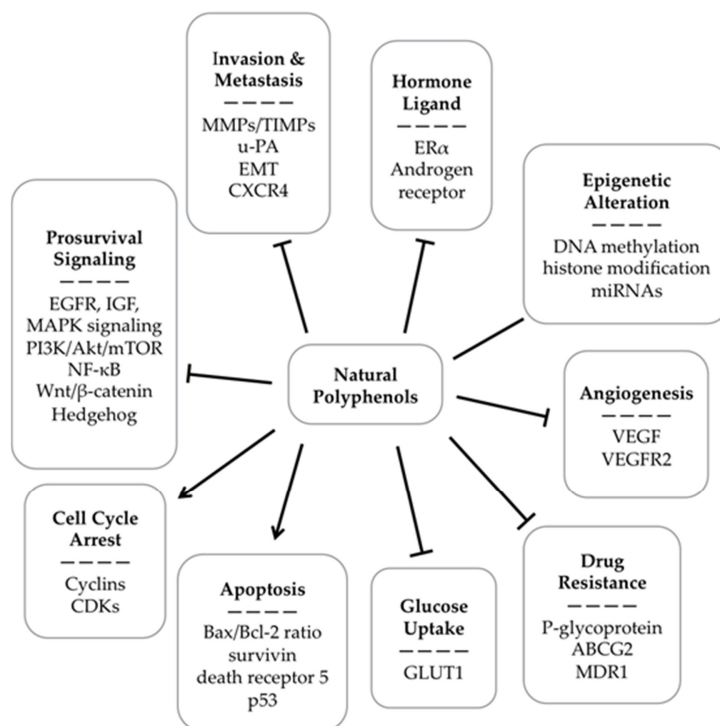 Invasion &
Metastasis
MMPs/TIMPs
u-PA
EMT
CXCR4
Hormone
Ligand
ERα
Androgen
receptor
Epigenetic
Alteration
DNA methylation
histone modification
miRNAs
Prosurvival
Signaling
EGFR, IGF,
MAPK signaling
PI3K/Akt/mTOR
NF-κB
Wnt/β-catenin
Hedgehog
Natural
Polyphenols
Angiogenesis
VEGF
VEGFR2
Cell Cycle
Arrest
Cyclins
CDKs
Apoptosis
Bax/Bcl-2 ratio
survivin
death receptor 5
p53
Glucose
Uptake
GLUT1
Drug
Resistance
P-glycoprotein
ABCG2
MDR1